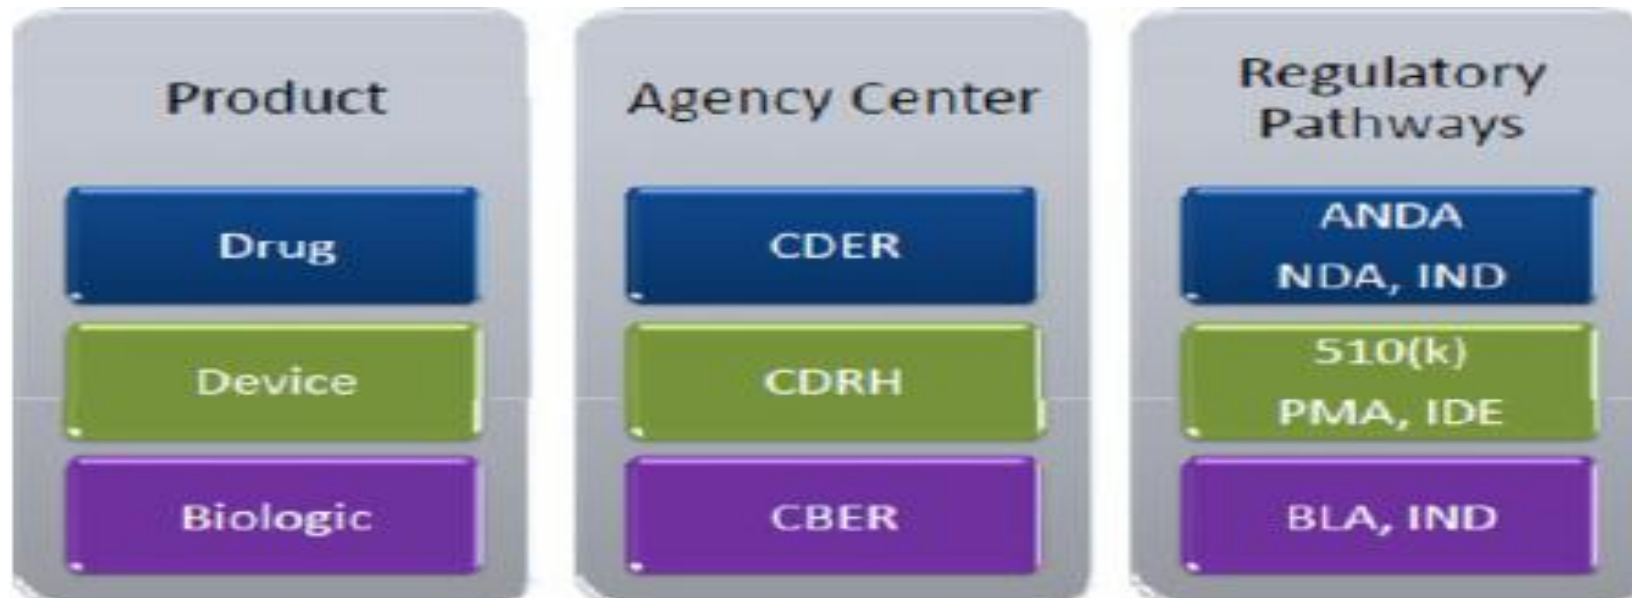 Product
Drug
Device
Biologic
Agency Center
CDER
CDRH
CBER
Regulatory
Pathways
ANDA
NDA, IND
510(k)
PMA, IDE
BLA, IND